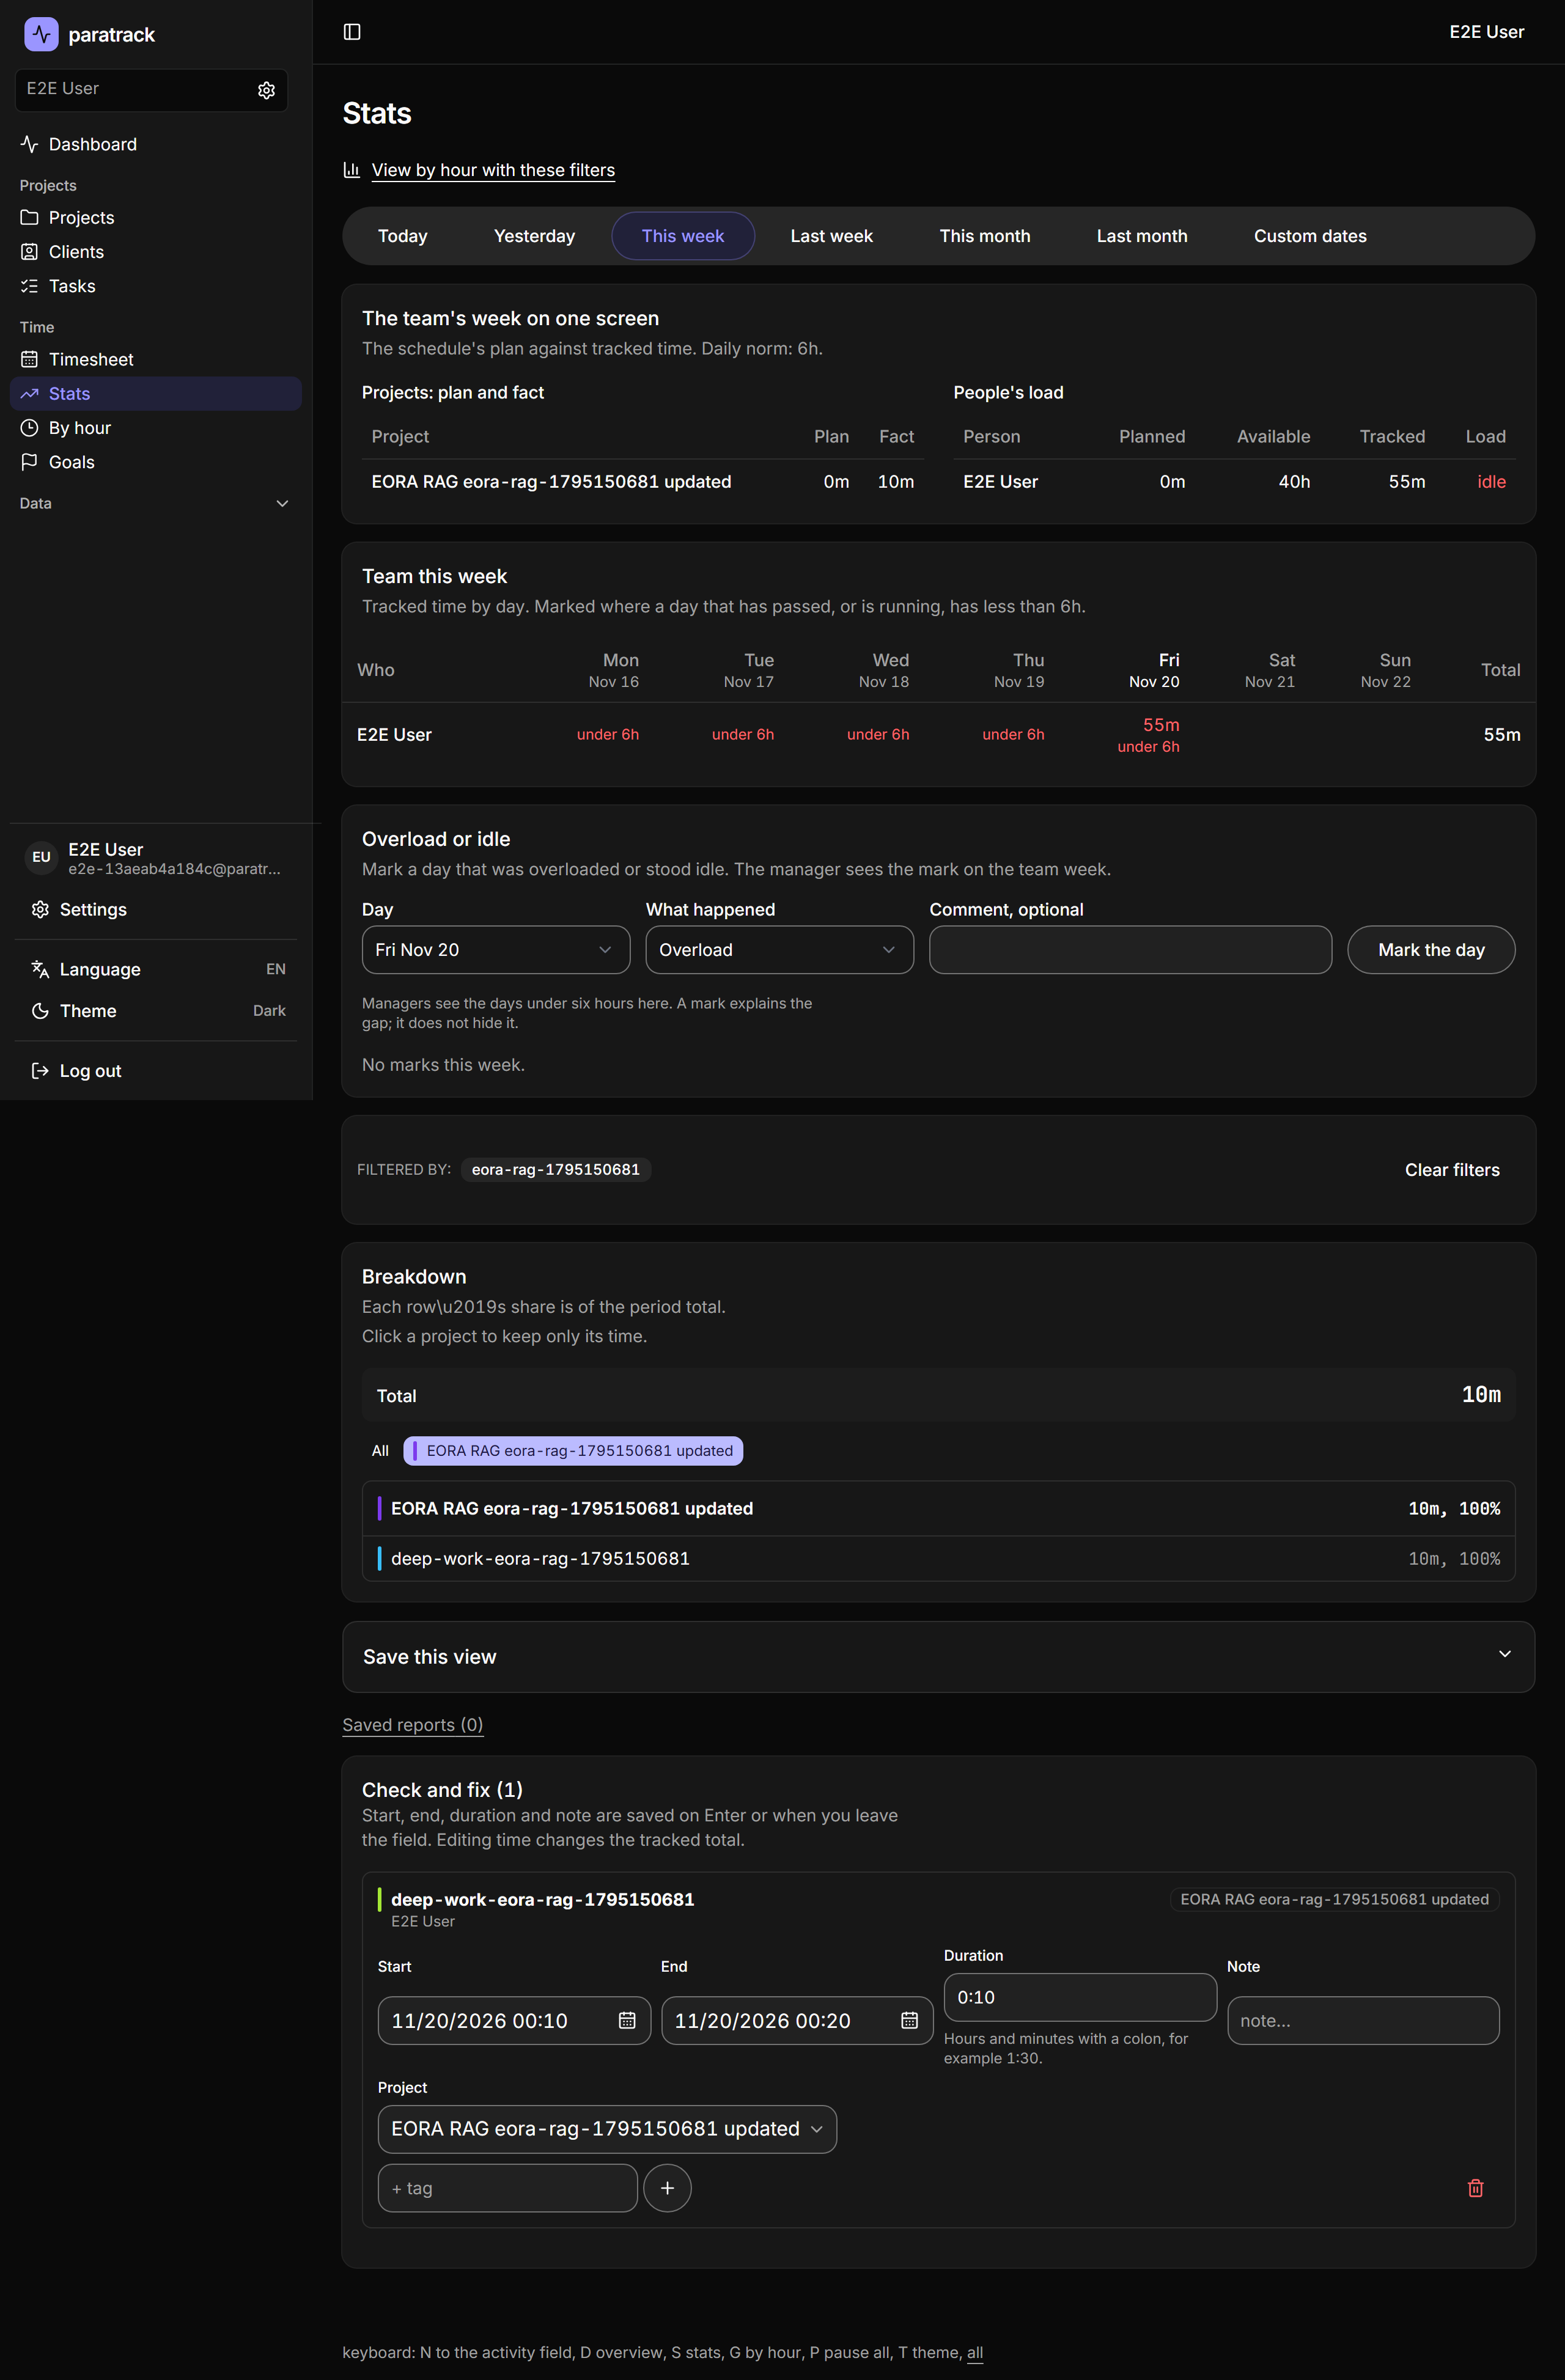 paratrack
E2E User
E2E User
Dashboard
Projects
Projects
Clients
Tasks
Time
Timesheet
Stats
By hour
Goals
Data
EU
E2E User
e2e-13aeab4a184c@paratr...
Settings
Language EN
Theme Dark
Log out
Stats
View by hour with these filters
Today Yesterday This week Last week This month Last month Custom dates
The team's week on one screen
The schedule's plan against tracked time. Daily norm: 6h.
Projects: plan and fact
Project Plan Fact
EORA RAG eora-rag-1795150681 updated 0m 10m
People's load
Person Planned Available Tracked Load
E2E User 0m 40h 55m idle
Team this week
Tracked time by day. Marked where a day that has passed, or is running, has less than 6h.
Who Mon Tue Wed Thu Fri Sat Sun Total
Nov 16 Nov 17 Nov 18 Nov 19 Nov 20 Nov 21 Nov 22
E2E User under 6h under 6h under 6h under 6h 55m 55m
under 6h
Overload or idle
Mark a day that was overloaded or stood idle. The manager sees the mark on the team week.
Day What happened Comment, optional
Fri Nov 20 Overload Mark the day
Managers see the days under six hours here. A mark explains the
gap; it does not hide it.
No marks this week.
FILTERED BY: eora-rag-1795150681 Clear filters
Breakdown
Each row\u2019s share is of the period total.
Click a project to keep only its time.
Total 10m
All EORA RAG eora-rag-1795150681 updated
EORA RAG eora-rag-1795150681 updated 10m, 100%
deep-work-eora-rag-1795150681 10m, 100%
Save this view
Saved reports (0)
Check and fix (1)
Start, end, duration and note are saved on Enter or when you leave
the field. Editing time changes the tracked total.
deep-work-eora-rag-1795150681 EORA RAG eora-rag-1795150681 updated
E2E User
Start End Duration Note
11/20/2026 00:10 11/20/2026 00:20 0:10 note...
Hours and minutes with a colon, for
example 1:30.
Project
EORA RAG eora-rag-1795150681 updated
+ tag
keyboard: N to the activity field, D overview, S stats, G by hour, P pause all, T theme, all